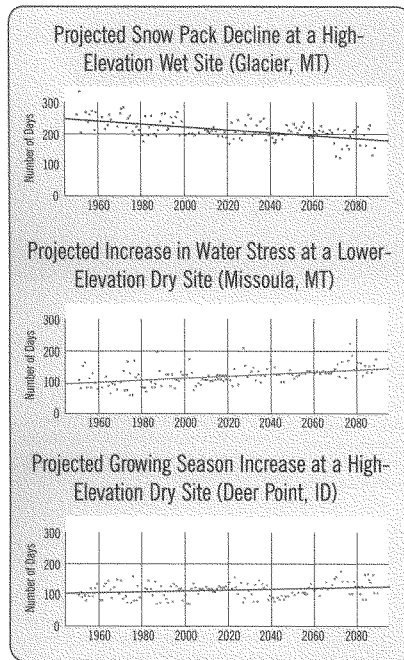 Projected Snow Pack Decline at a High-
Elevation Wet Site (Glacier, MT)
Number of Days
300
200
100
0
1960 1980 2000 2020 2040 2060 2080
Projected Increase in Water Stress at a Lower-
Elevation Dry Site (Missoula, MT)
Number of Days
300
200
100
0
1960 1980 2000 2020 2040 2060 2080
Projected Growing Season Increase at a High-
Elevation Dry Site (Deer Point, ID)
Number of Days
300
200
100
0
1960 1980 2000 2020 2040 2060 2080